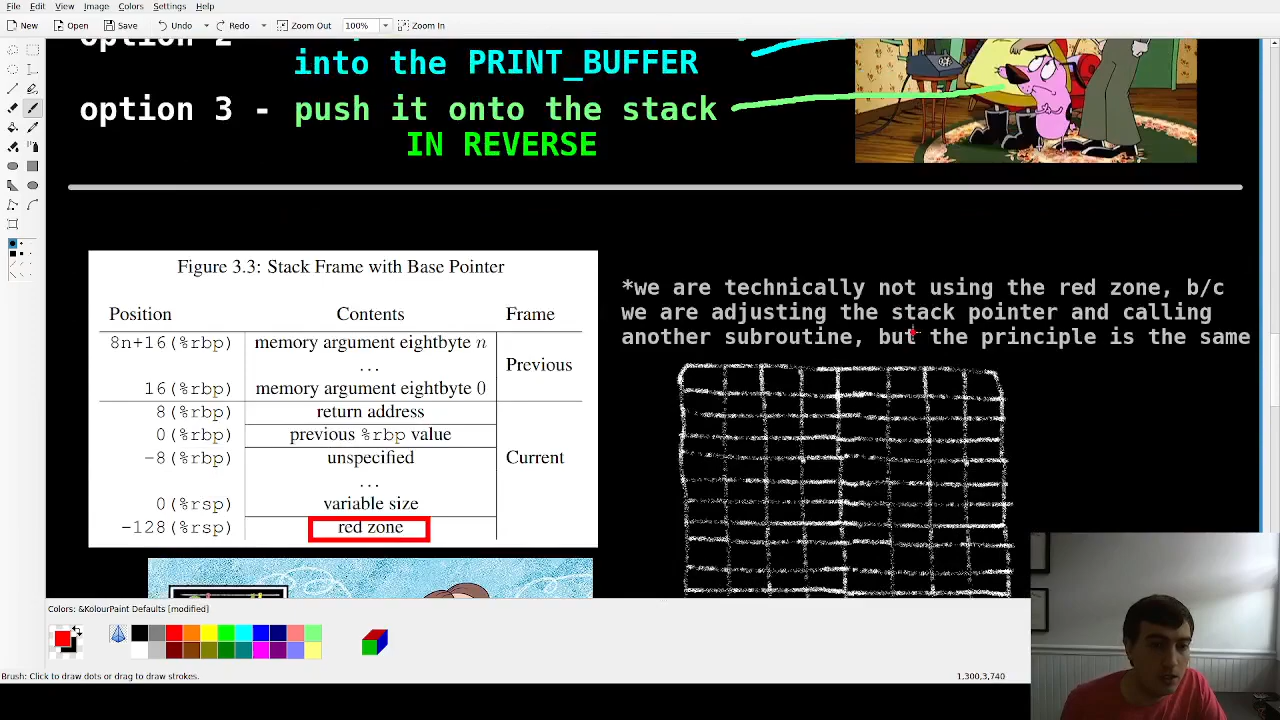 File Edit View Image Colors Settings Help
New Open Save Undo Redo Zoom Out 100% Zoom In
option 2
into the PRINT_BUFFER
option 3 - push it onto the stack
IN REVERSE
Figure 3.3: Stack Frame with Base Pointer
Position Contents Frame
8n+16(%rbp) memory argument eightbyte n
... Previous
16(%rbp) memory argument eightbyte 0
8(%rbp) return address
0(%rbp) previous %rbp value
-8(%rbp) unspecified Current
...
0(%rsp) variable size
-128(%rsp) red zone
*we are technically not using the red zone, b/c
we are adjusting the stack pointer and calling
another subroutine, but the principle is the same
Colors: &KolourPaint Defaults [modified]
Brush: Click to draw dots or drag to draw strokes. 1,300,3,740